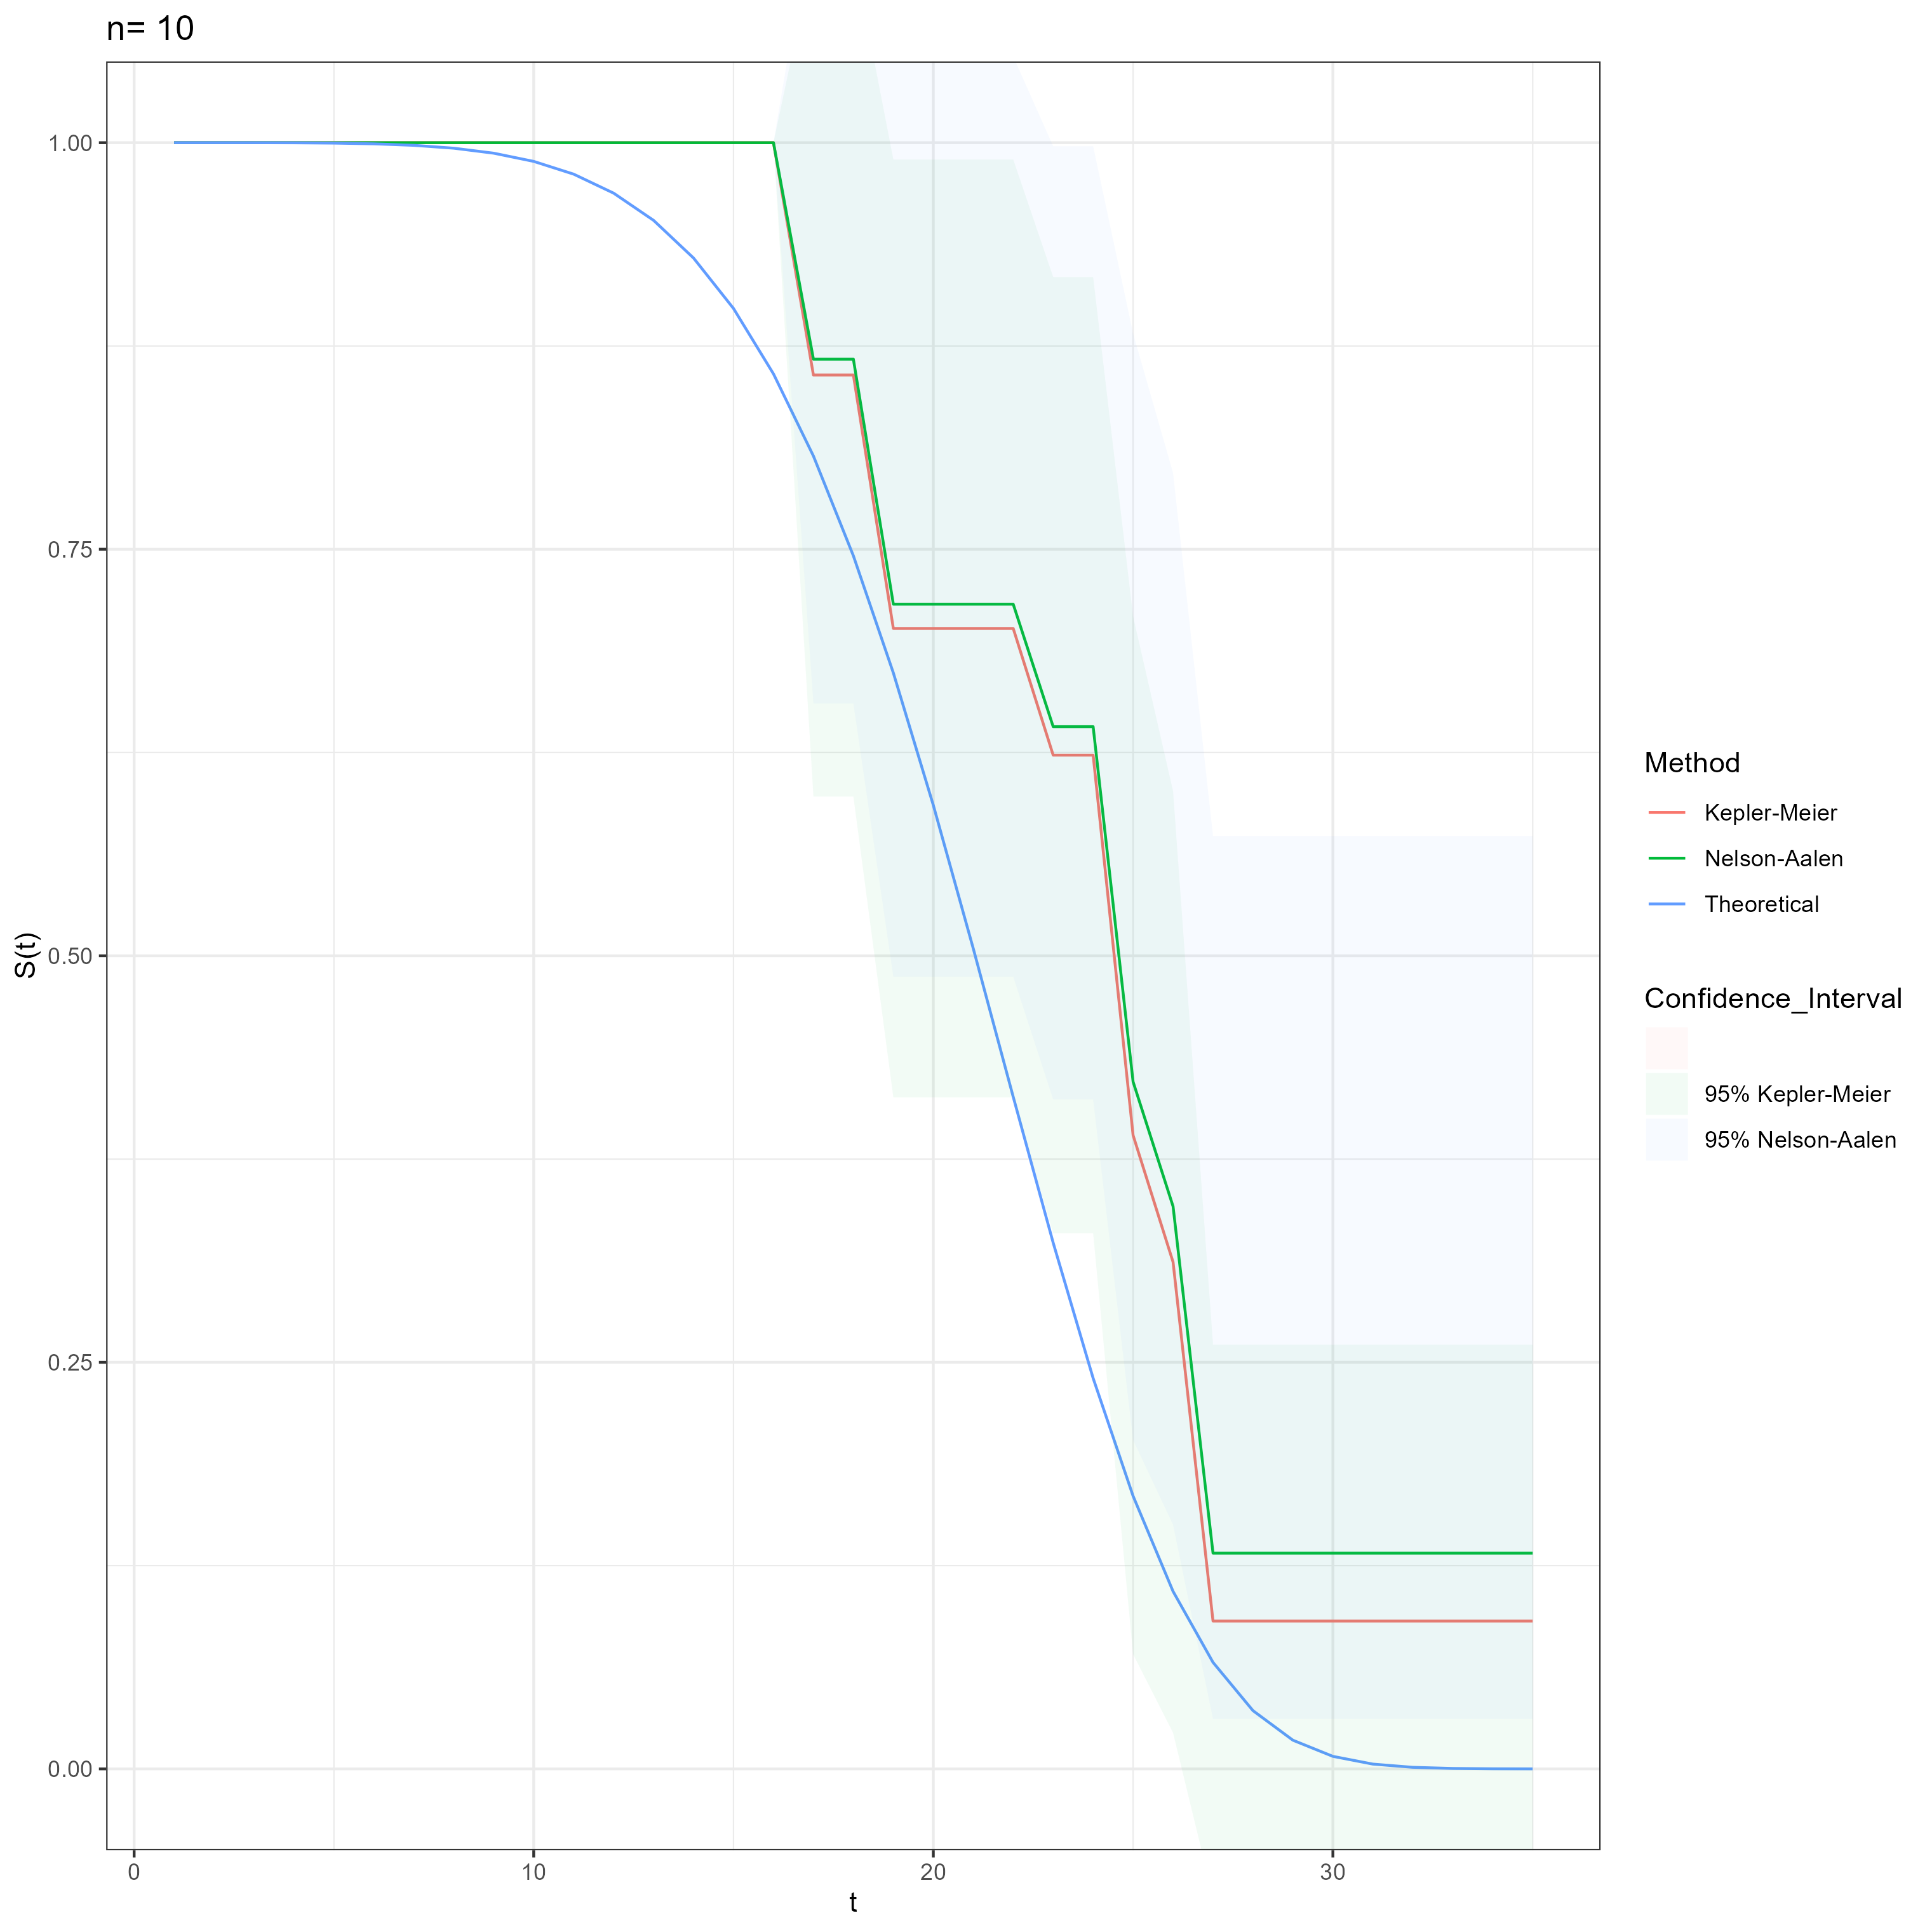 n= 10
1.00
0.75
0.50
0.25
0.00
S(t)
0
10
20
30
t
Method
Kepler-Meier
Nelson-Aalen
Theoretical
Confidence_Interval
95% Kepler-Meier
95% Nelson-Aalen